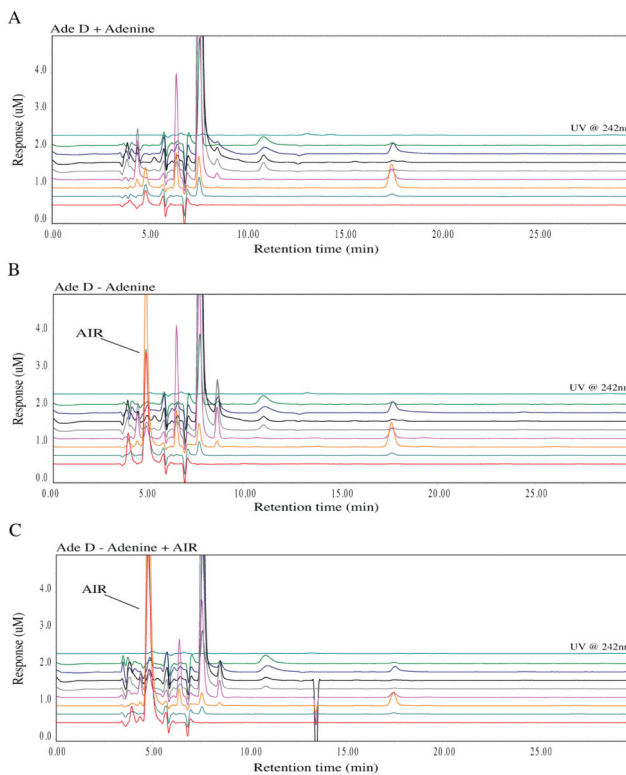 A
Ade D + Adenine
Response (uM)
4.0
3.0
2.0
1.0
0.0
UV @ 242nm
0.00 5.00 10.00 15.00 20.00 25.00
Retention time (min)
B
Ade D - Adenine
AIR
Response (uM)
4.0
3.0
2.0
1.0
0.0
UV @ 242nm
0.00 5.00 10.00 15.00 20.00 25.00
Retention time (min)
C
Ade D - Adenine + AIR
AIR
Response (uM)
4.0
3.0
2.0
1.0
0.0
UV @ 242nm
0.00 5.00 10.00 15.00 20.00 25.00
Retention time (min)